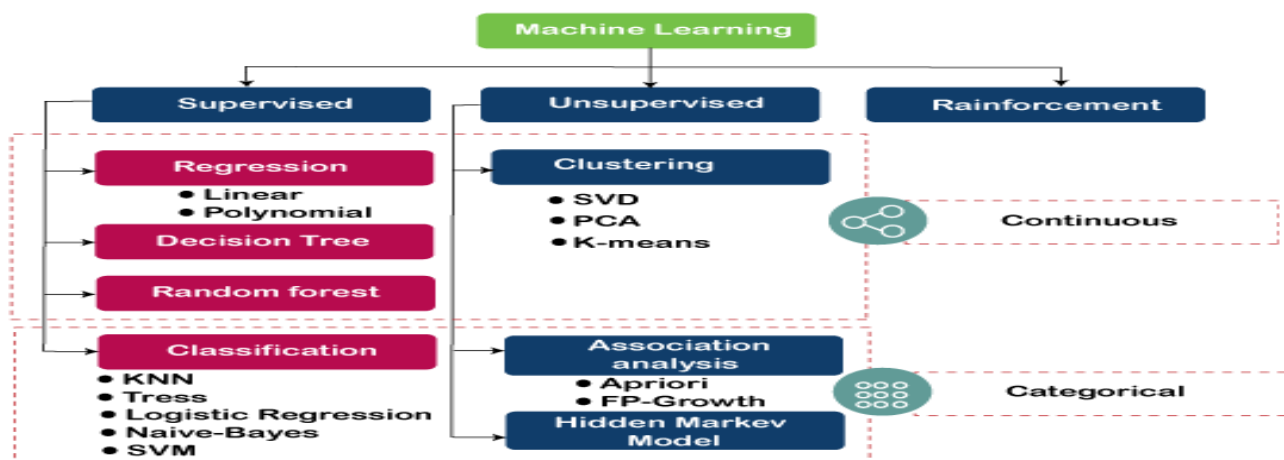 Machine Learning
Supervised
Unsupervised
Rainforcement
Regression
• Linear
• Polynomial
Decision Tree
Random forest
Clustering
• SVD
• PCA
• K-means
Continuous
Classification
• KNN
• Tress
• Logistic Regression
• Naive-Bayes
• SVM
Association
analysis
• Apriori
• FP-Growth
Hidden Markev
Model
Categorical